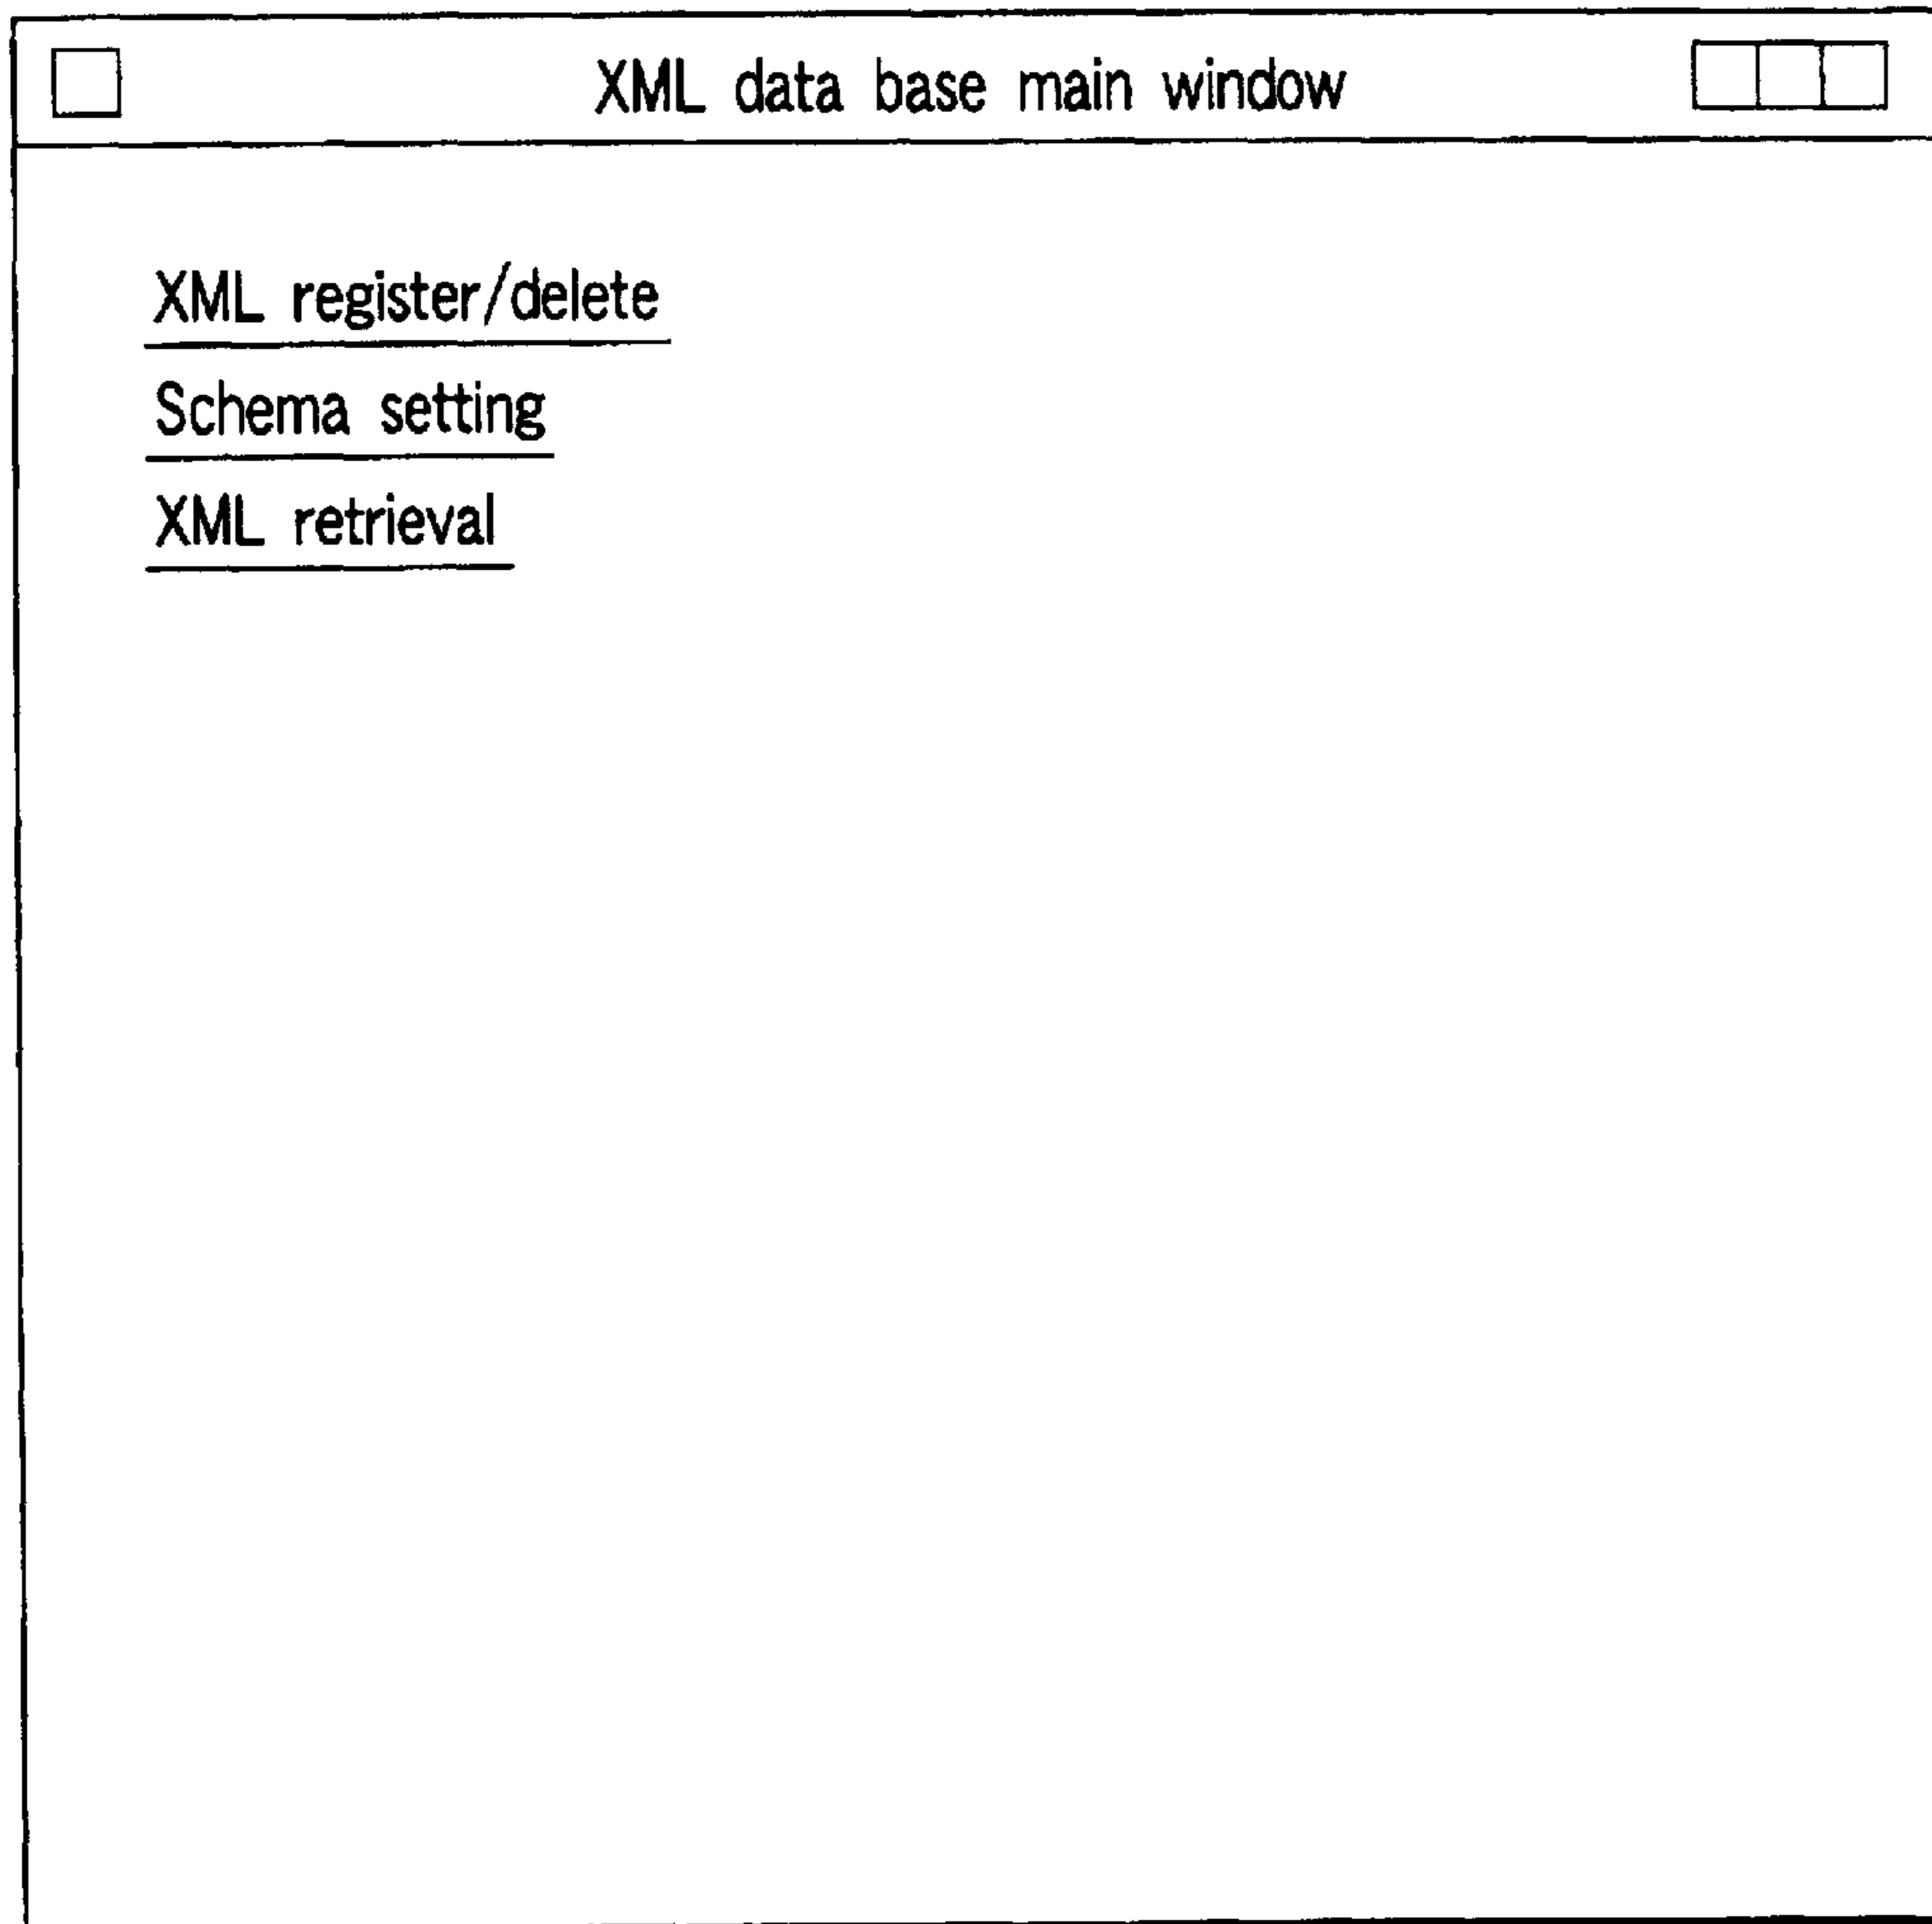 XML data base main window
XML register/delete
Schema setting
XML retrieval